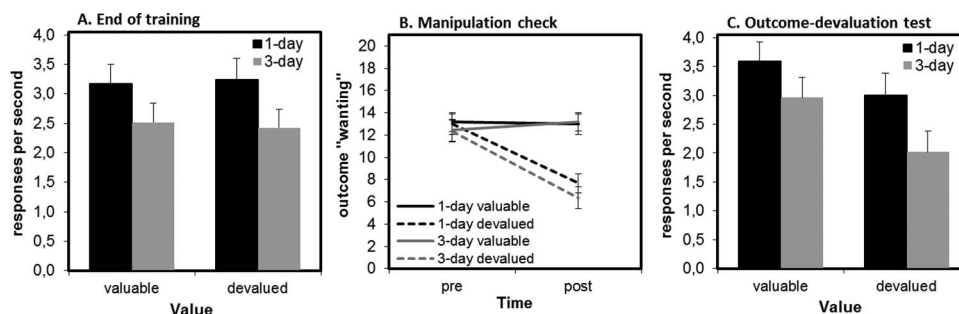 A. End of training
responses per second
4,0
3,5
3,0
2,5
2,0
1,5
1,0
0,5
0,0
1-day
3-day
valuable devalued
Value
B. Manipulation check
outcome "wanting"
20
18
16
14
12
10
8
6
4
2
0
1-day valuable
1-day devalued
3-day valuable
3-day devalued
pre post
Time
C. Outcome-devaluation test
responses per second
4,0
3,5
3,0
2,5
2,0
1,5
1,0
0,5
0,0
1-day
3-day
valuable devalued
Value